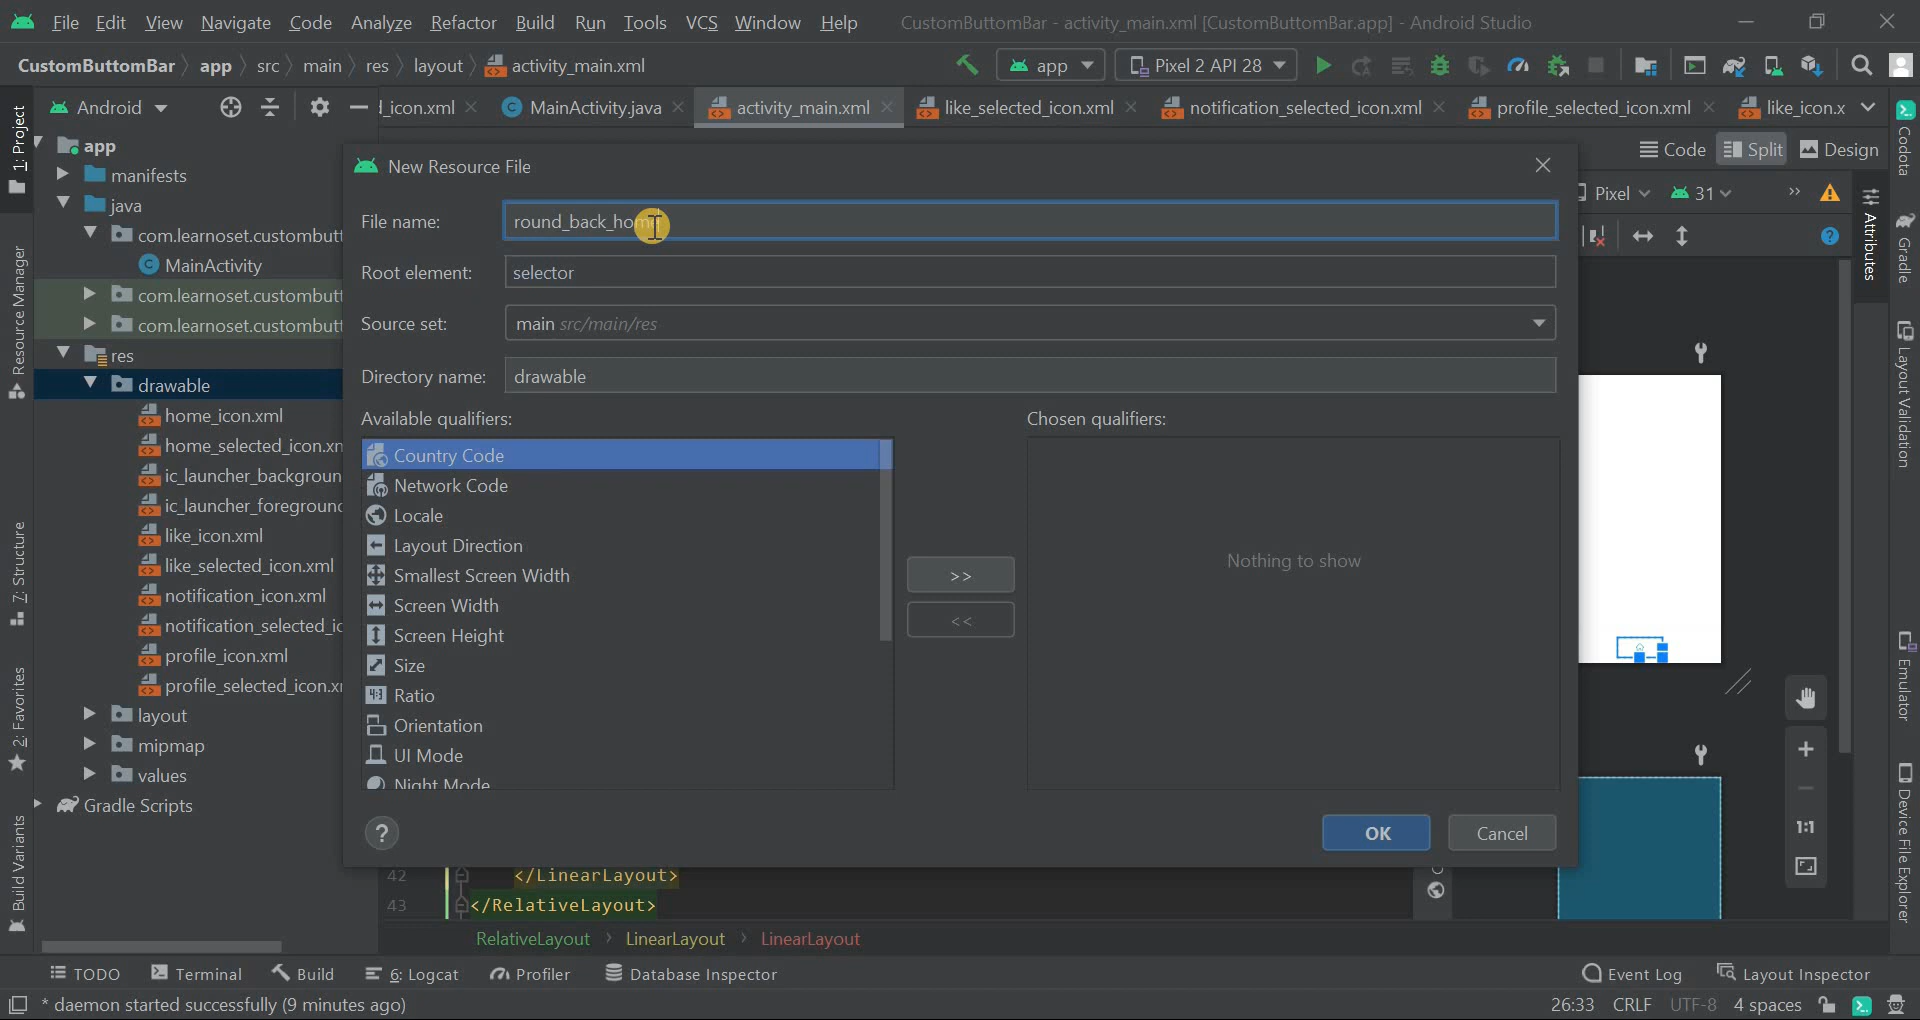 File Edit View Navigate Code Analyze Refactor Build Run Tools VCS Window Help CustomButtomBar - activity_main.xml [CustomButtomBar.app] - Android Studio
CustomButtomBar app src main res layout activity_main.xml app Pixel 2 API 28
Android _icon.xml MainActivity.java activity_main.xml like_selected_icon.xml notification_selected_icon.xml profile_selected_icon.xml like_icon.x
Code Split Design
Pixel 31
1: Project
Resource Manager
7: Structure
2: Favorites
Build Variants
app
manifests
java
com.learnoset.custombutt
MainActivity
com.learnoset.custombutt
com.learnoset.custombutt
res
drawable
home_icon.xml
home_selected_icon.xn
ic_launcher_backgroun
ic_launcher_foreground
like_icon.xml
like_selected_icon.xml
notification_icon.xml
notification_selected_ic
profile_icon.xml
profile_selected_icon.xı
layout
mipmap
values
Gradle Scripts
New Resource File
File name: round_back_home
Root element: selector
Source set: main src/main/res
Directory name: drawable
Available qualifiers: Chosen qualifiers:
Country Code
Network Code
Locale
Layout Direction
Smallest Screen Width
Screen Width
Screen Height
Size
Ratio
Orientation
UI Mode
Night Mode
>>
<<
Nothing to show
? OK Cancel
42 </LinearLayout>
43 </RelativeLayout>
RelativeLayout LinearLayout LinearLayout
1:1
Codota
Attributes
Gradle
Layout Validation
Emulator
Device File Explorer
TODO Terminal Build 6: Logcat Profiler Database Inspector Event Log Layout Inspector
* daemon started successfully (9 minutes ago) 26:33 CRLF UTF-8 4 spaces